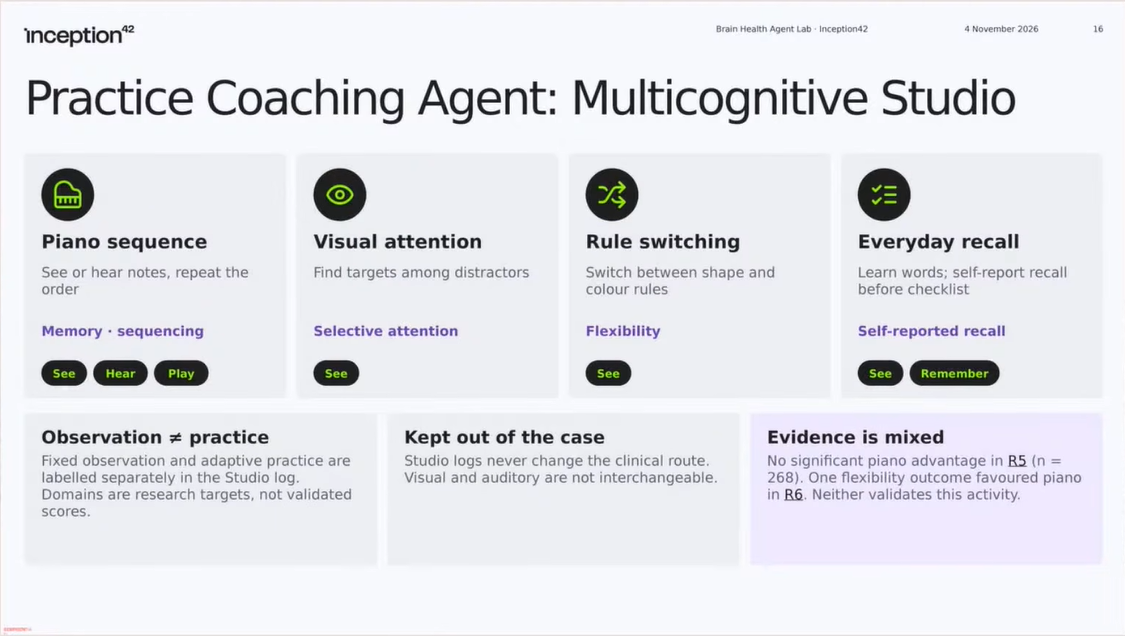 inception42
Brain Health Agent Lab · Inception42
4 November 2026
16
Practice Coaching Agent: Multicognitive Studio
Piano sequence
See or hear notes, repeat the
order
Memory · sequencing
See
Hear
Play
Visual attention
Find targets among distractors
Selective attention
See
Rule switching
Switch between shape and
colour rules
Flexibility
See
Everyday recall
Learn words; self-report recall
before checklist
Self-reported recall
See
Remember
Observation ≠ practice
Fixed observation and adaptive practice are
labelled separately in the Studio log.
Domains are research targets, not validated
scores.
Kept out of the case
Studio logs never change the clinical route.
Visual and auditory are not interchangeable.
Evidence is mixed
No significant piano advantage in R5 (n =
268). One flexibility outcome favoured piano
in R6. Neither validates this activity.